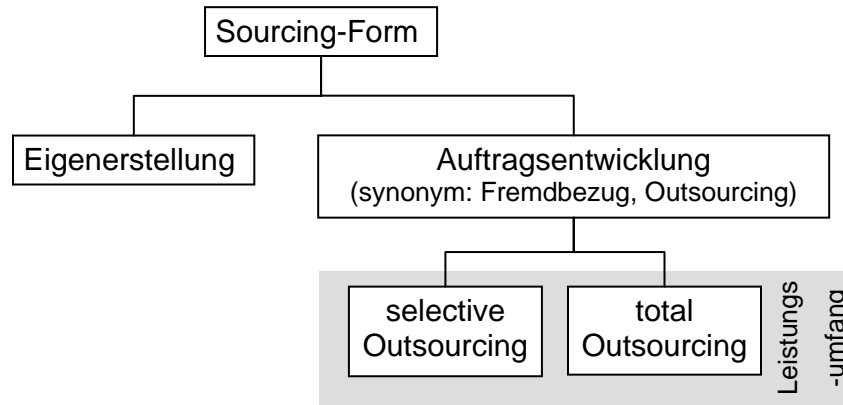 Sourcing-Form
Eigenerstellung
Auftragsentwicklung
(synonym: Fremdbezug, Outsourcing)
selective
Outsourcing
total
Outsourcing
Leistungs
-umfang